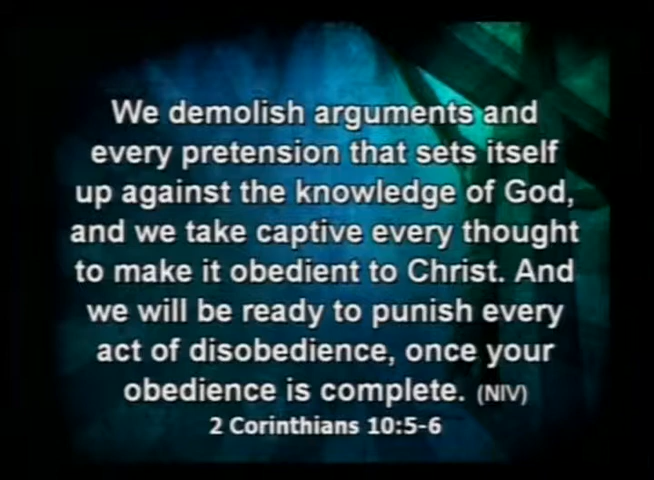 We demolish arguments and
every pretension that sets itself
up against the knowledge of God,
and we take captive every thought
to make it obedient to Christ. And
we will be ready to punish every
act of disobedience, once your
obedience is complete. (NIV)
2 Corinthians 10:5-6